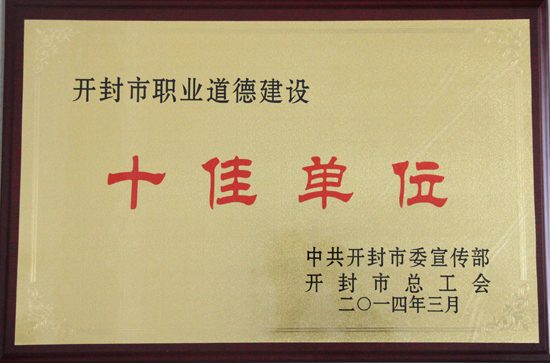 开封市职业道德建设
十佳单位
中共开封市委宣传部
开封市总工会
二〇一四年三月